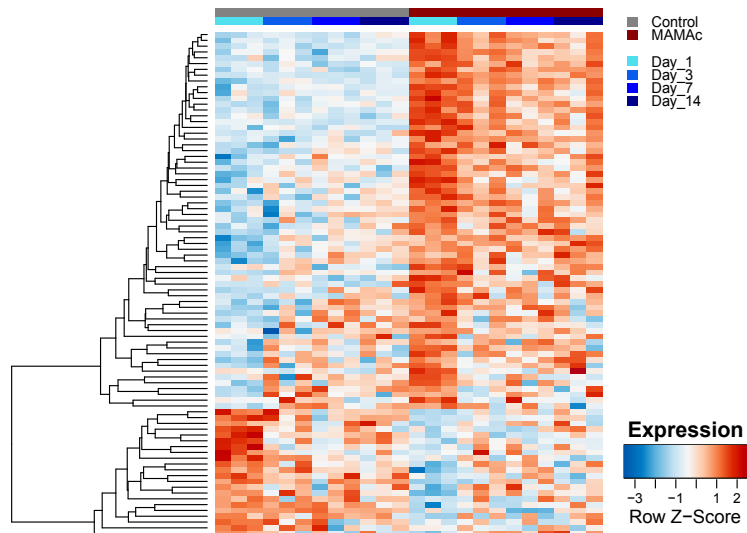 Control
MAMAc
Day_1
Day_3
Day_7
Day_14
Expression
−3 −1 1 2
Row Z−Score